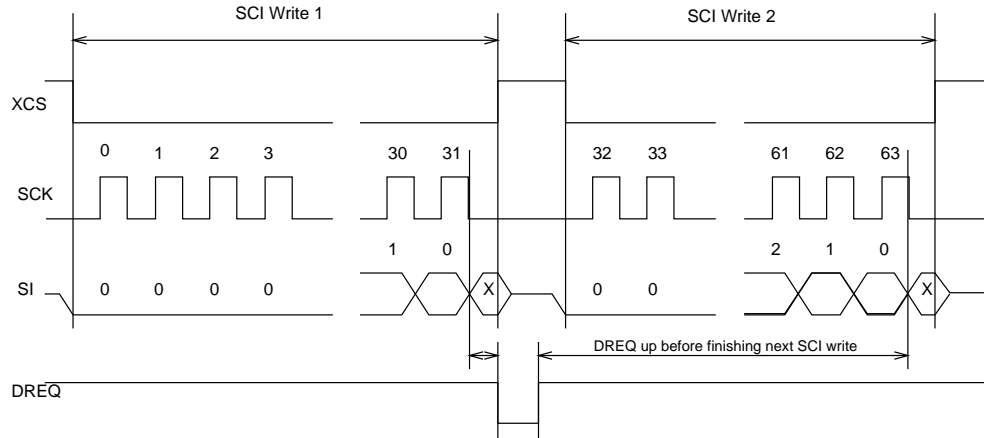 SCI Write 1 SCI Write 2
XCS
0 1 2 3 30 31 32 33 61 62 63
SCK
1 0 2 1 0
SI 0 0 0 0 X 0 0 X
DREQ up before finishing next SCI write
DREQ